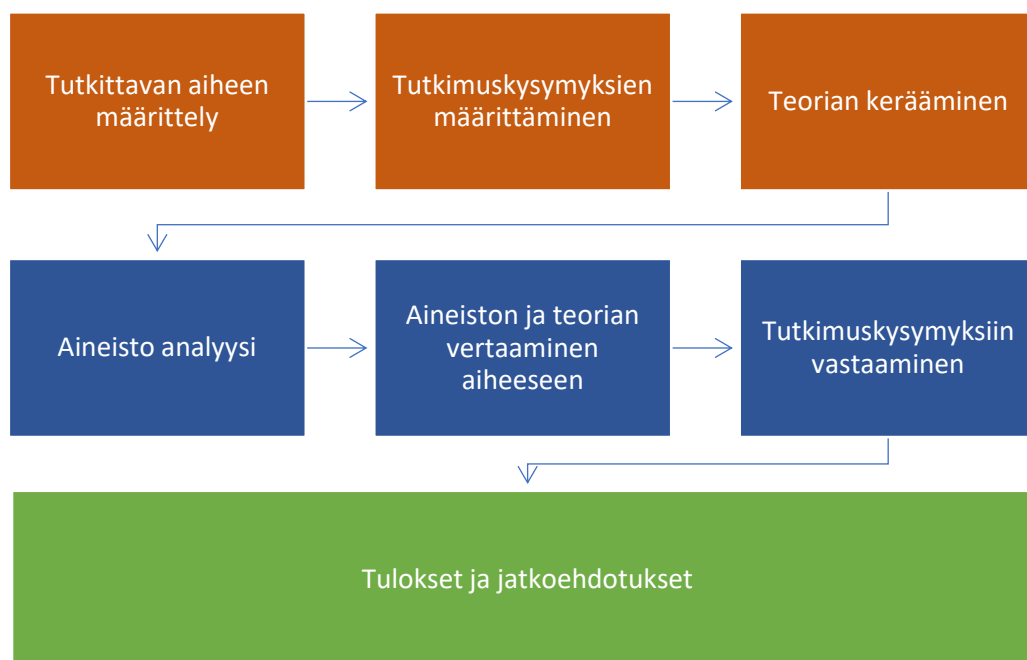 Tutkittavan aiheen
määrittely
Tutkimuskysymyksien
määrittäminen
Teorian kerääminen
Aineisto analyysi
Aineiston ja teorian
vertaaminen
aiheeseen
Tutkimuskysymyksiin
vastaaminen
Tulokset ja jatkoehdotukset